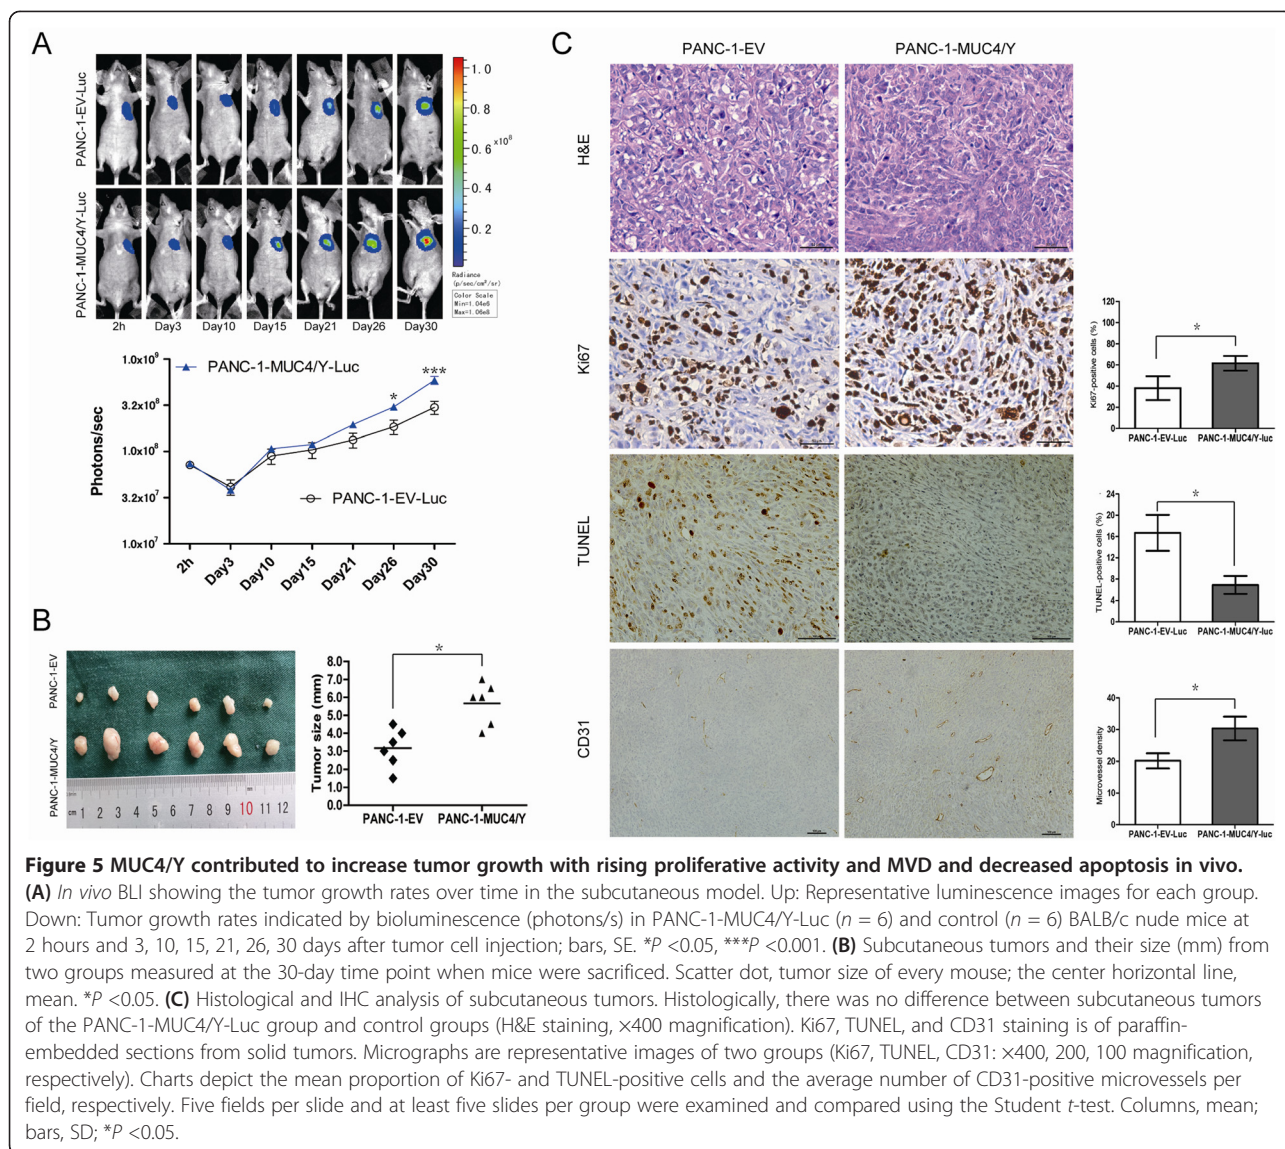 A
PANC-1-EV-Luc
PANC-1-MUC4/Y-Luc
2h Day3 Day10 Day15 Day21 Day26 Day30
1.0
0.8
×10⁸
0.6
0.4
0.2
Radiance
(p/sec/cm²/sr)
Color Scale
Min=1.04e6
Max=1.06e8
Photons/sec
1.0x10⁹
3.2x10⁸
1.0x10⁸
3.2x10⁷
1.0x10⁷
PANC-1-MUC4/Y-Luc
PANC-1-EV-Luc
*
***
2h Day3 Day10 Day15 Day21 Day26 Day30
B
PANC-1-EV
PANC-1-MUC4/Y
cm 1 2 3 4 5 6 7 8 9 10 11 12
Tumor size (mm)
8.0
7.0
6.0
5.0
4.0
3.0
2.0
1.0
0.0
*
PANC-1-EV PANC-1-MUC4/Y
C
PANC-1-EV PANC-1-MUC4/Y
H&E
Ki67
TUNEL
CD31
Ki67-positive cells (%)
120
100
80
60
40
20
0
*
PANC-1-EV-Luc PANC-1-MUC4/Y-luc
TUNEL-positive cells (%)
24
20
16
12
8
4
0
*
PANC-1-EV-Luc PANC-1-MUC4/Y-luc
Microvessel density
40
30
20
10
0
*
PANC-1-EV-Luc PANC-1-MUC4/Y-luc
Figure 5 MUC4/Y contributed to increase tumor growth with rising proliferative activity and MVD and decreased apoptosis in vivo.
(A) In vivo BLI showing the tumor growth rates over time in the subcutaneous model. Up: Representative luminescence images for each group.
Down: Tumor growth rates indicated by bioluminescence (photons/s) in PANC-1-MUC4/Y-Luc (n = 6) and control (n = 6) BALB/c nude mice at
2 hours and 3, 10, 15, 21, 26, 30 days after tumor cell injection; bars, SE. *P <0.05, ***P <0.001. (B) Subcutaneous tumors and their size (mm) from
two groups measured at the 30-day time point when mice were sacrificed. Scatter dot, tumor size of every mouse; the center horizontal line,
mean. *P <0.05. (C) Histological and IHC analysis of subcutaneous tumors. Histologically, there was no difference between subcutaneous tumors
of the PANC-1-MUC4/Y-Luc group and control groups (H&E staining, ×400 magnification). Ki67, TUNEL, and CD31 staining is of paraffin-
embedded sections from solid tumors. Micrographs are representative images of two groups (Ki67, TUNEL, CD31: ×400, 200, 100 magnification,
respectively). Charts depict the mean proportion of Ki67- and TUNEL-positive cells and the average number of CD31-positive microvessels per
field, respectively. Five fields per slide and at least five slides per group were examined and compared using the Student t-test. Columns, mean;
bars, SD; *P <0.05.